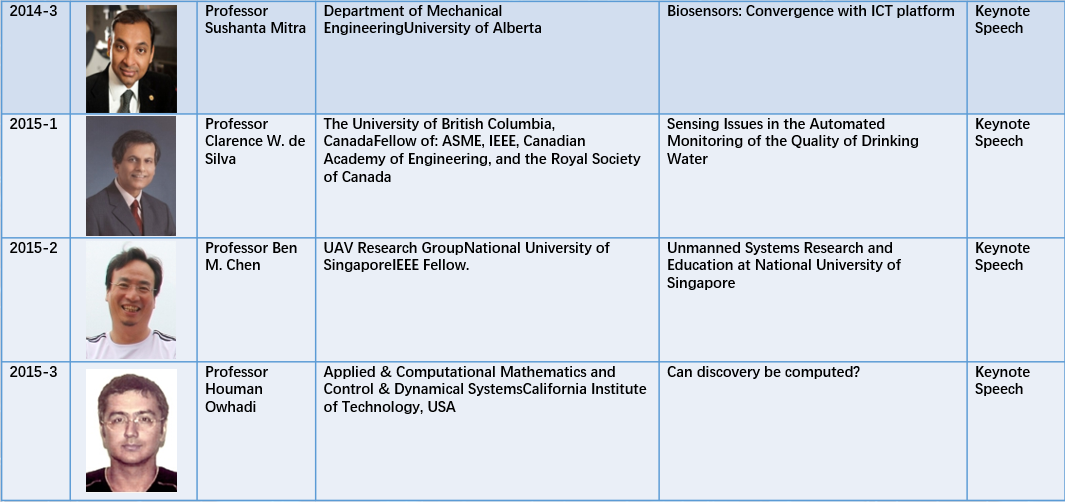 2014-3
Professor
Sushanta Mitra
Department of Mechanical
EngineeringUniversity of Alberta
Biosensors: Convergence with ICT platform
Keynote
Speech
2015-1
Professor
Clarence W. de
Silva
The University of British Columbia,
CanadaFellow of: ASME, IEEE, Canadian
Academy of Engineering, and the Royal Society
of Canada
Sensing Issues in the Automated
Monitoring of the Quality of Drinking
Water
Keynote
Speech
2015-2
Professor Ben
M. Chen
UAV Research GroupNational University of
SingaporeIEEE Fellow.
Unmanned Systems Research and
Education at National University of
Singapore
Keynote
Speech
2015-3
Professor
Houman
Owhadi
Applied & Computational Mathematics and
Control & Dynamical SystemsCalifornia Institute
of Technology, USA
Can discovery be computed?
Keynote
Speech